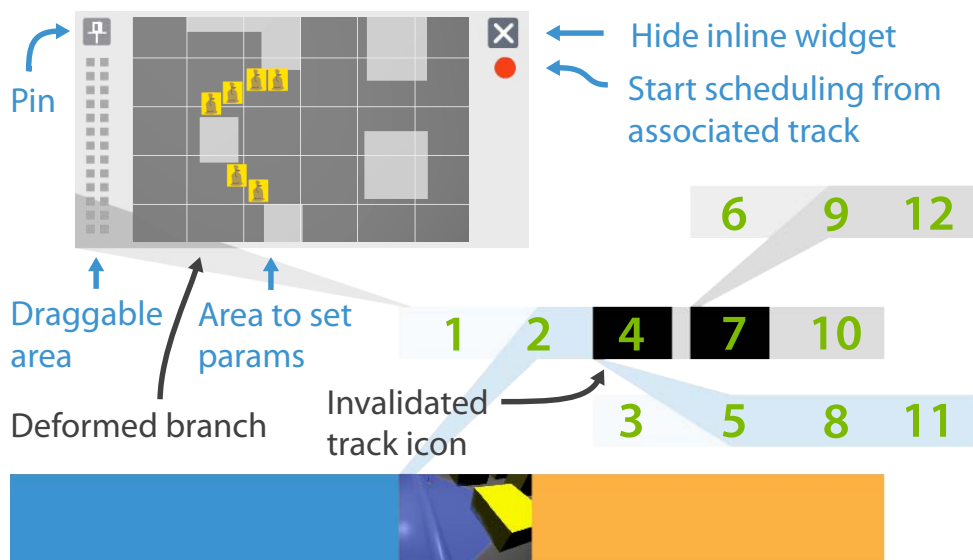 Pin
Hide inline widget
Start scheduling from
associated track
6 9 12
Draggable
area
Area to set
params
1 2 4 7 10
Deformed branch
Invalidated
track icon
3 5 8 11